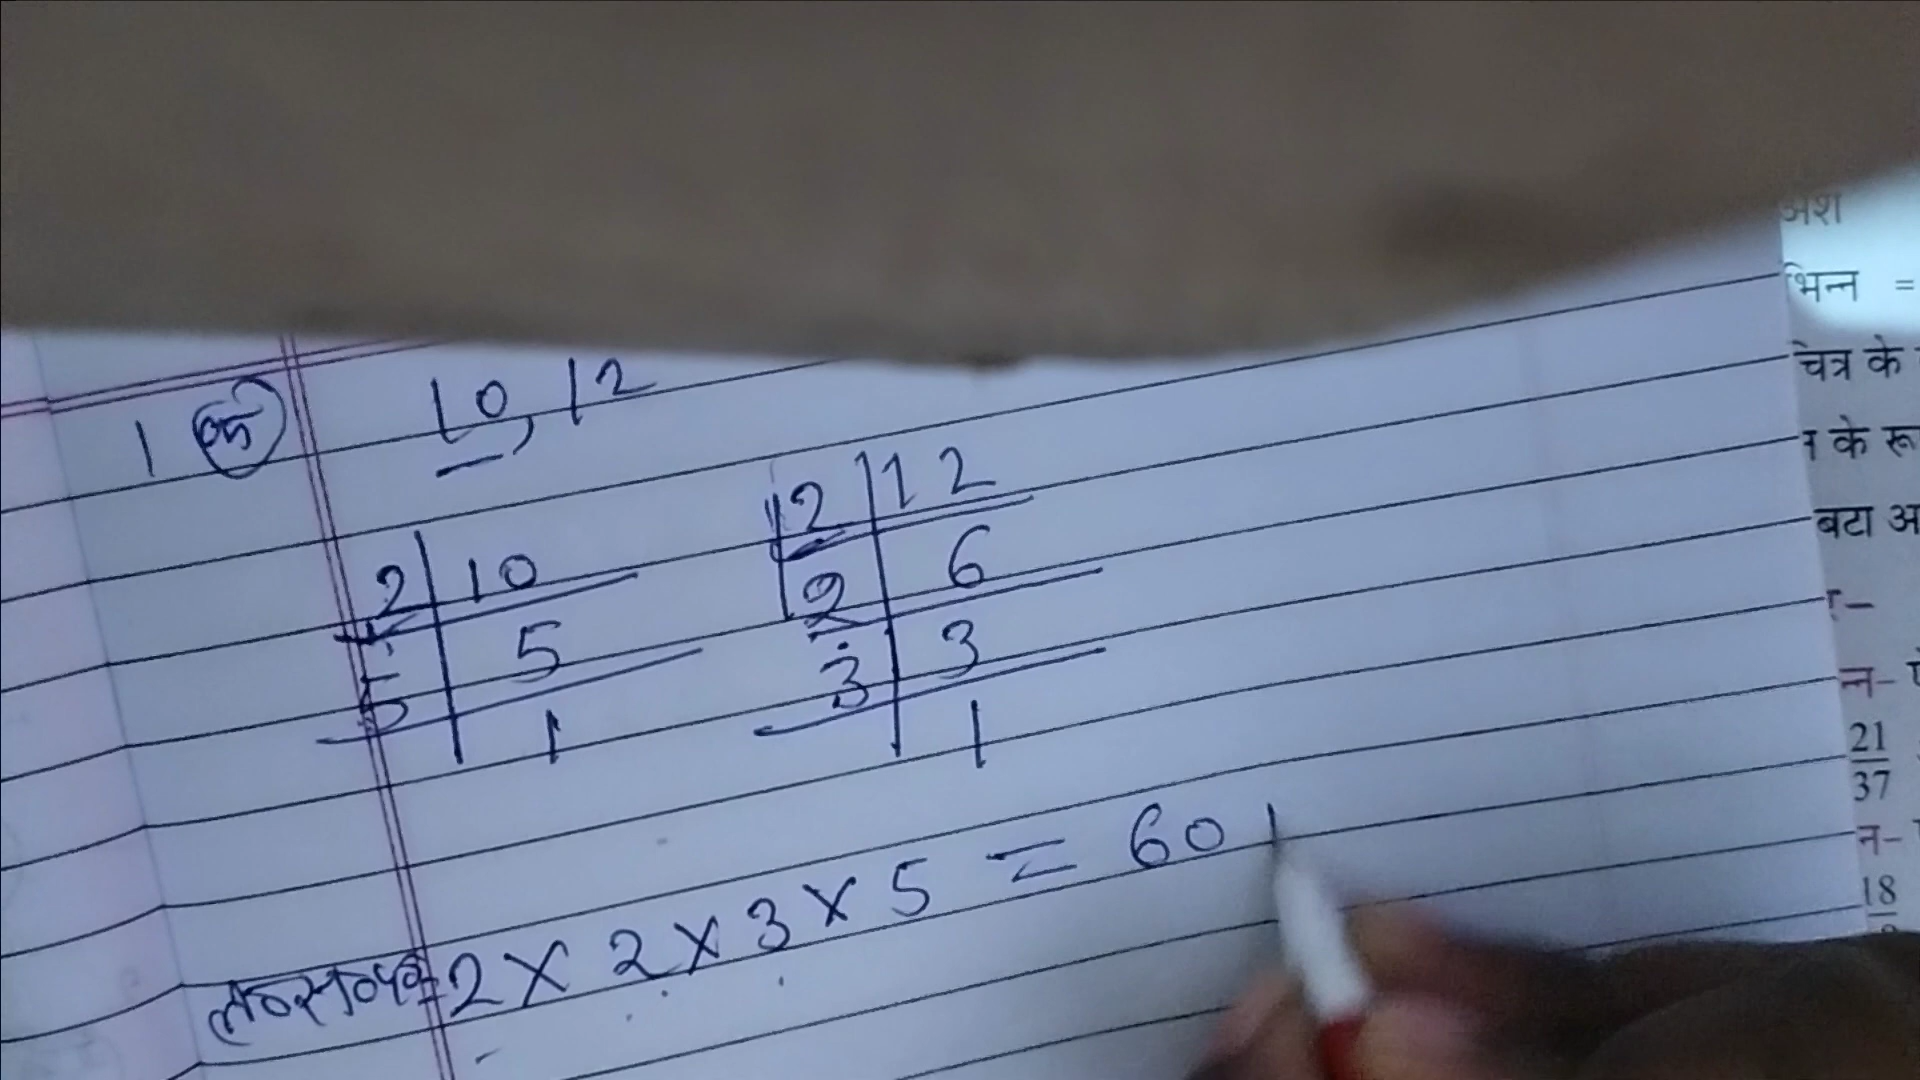 1 क 10, 12
2 10 2 12
5 5 2 6
1 3 3
1
ल०स०प० = 2 × 2 × 3 × 5 = 60
अंश
भिन्न =
चित्र के
के
बटा
21
37
18